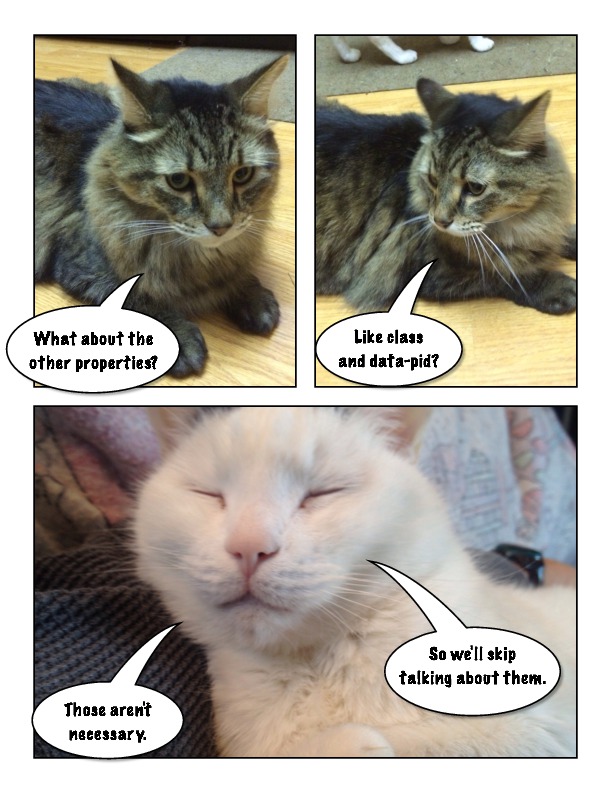 What about the
other properties?
Like class
and data-pid?
Those aren't
necessary.
So we'll skip
talking about them.